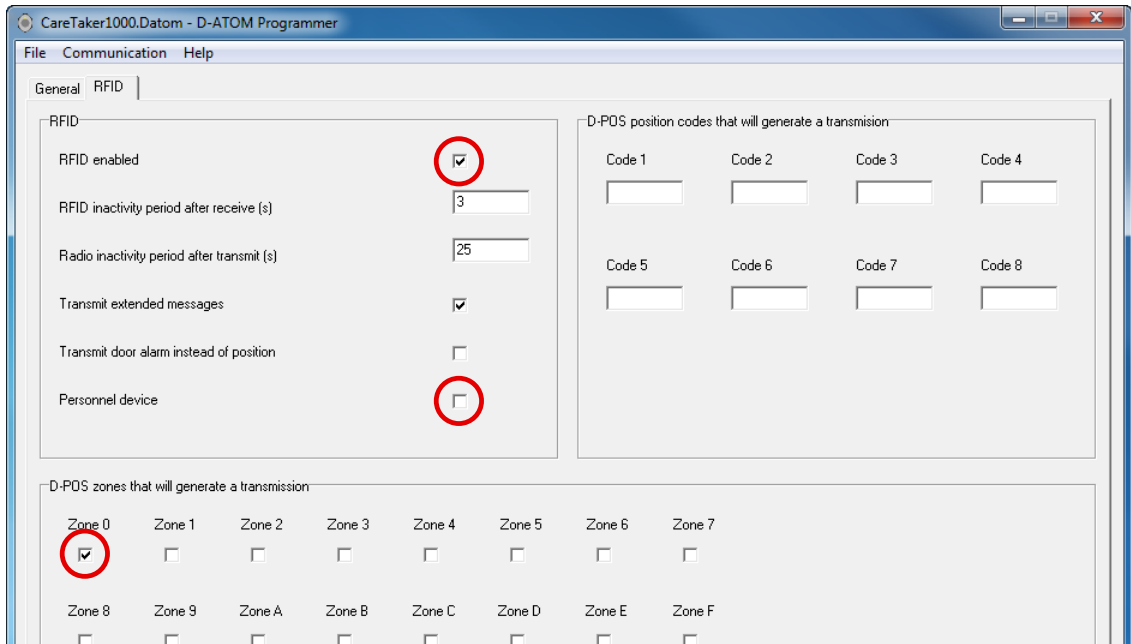 CareTaker1000.Datom - D-ATOM Programmer
File Communication Help
General RFID
RFID
RFID enabled
RFID inactivity period after receive (s) 3
Radio inactivity period after transmit (s) 25
Transmit extended messages
Transmit door alarm instead of position
Personnel device
D-POS position codes that will generate a transmision
Code 1 Code 2 Code 3 Code 4
Code 5 Code 6 Code 7 Code 8
D-POS zones that will generate a transmission
Zone 0 Zone 1 Zone 2 Zone 3 Zone 4 Zone 5 Zone 6 Zone 7
Zone 8 Zone 9 Zone A Zone B Zone C Zone D Zone E Zone F